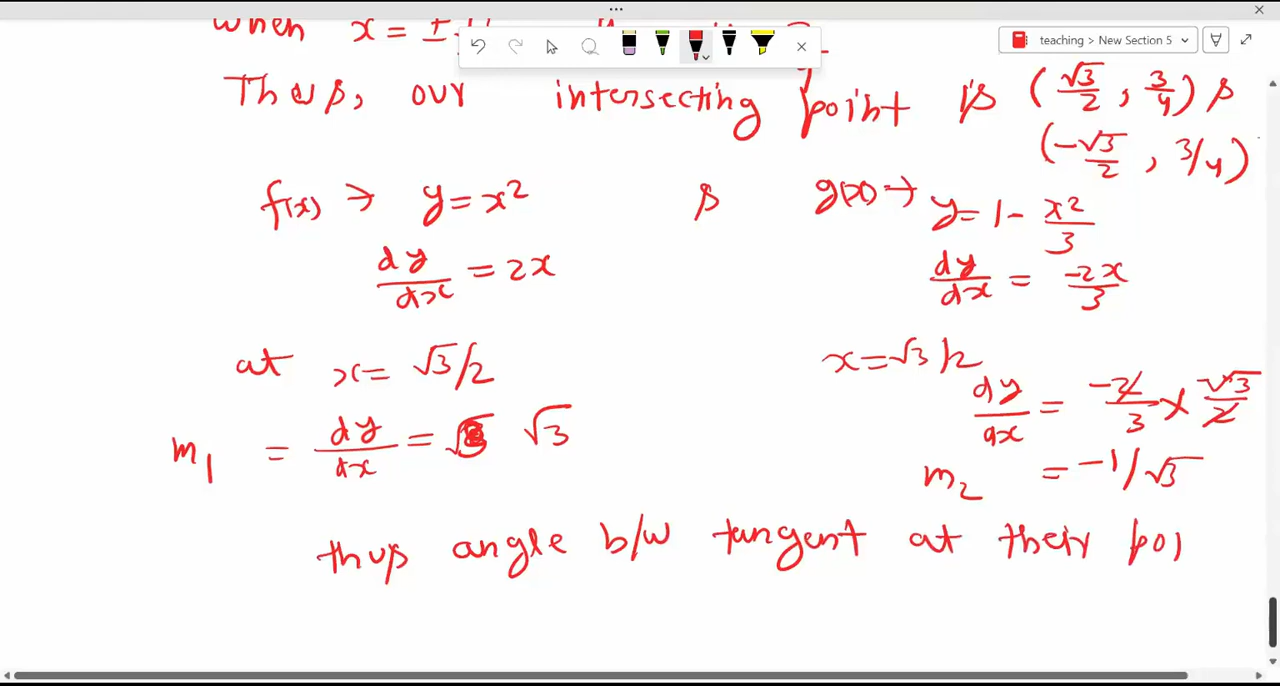 teaching > New Section 5
when x = ±
Thus, our intersecting point is (√3/2, 3/4) &
(-√3/2, 3/4)
f(x) → y = x² & g(x) → y = 1 - x²/3
dy/dx = 2x dy/dx = -2x/3
at x = √3/2 x = √3/2
m₁ = dy/dx = √3 dy/dx = -2/3 × √3/2
m₂ = -1/√3
thus angle b/w tangent at their poi